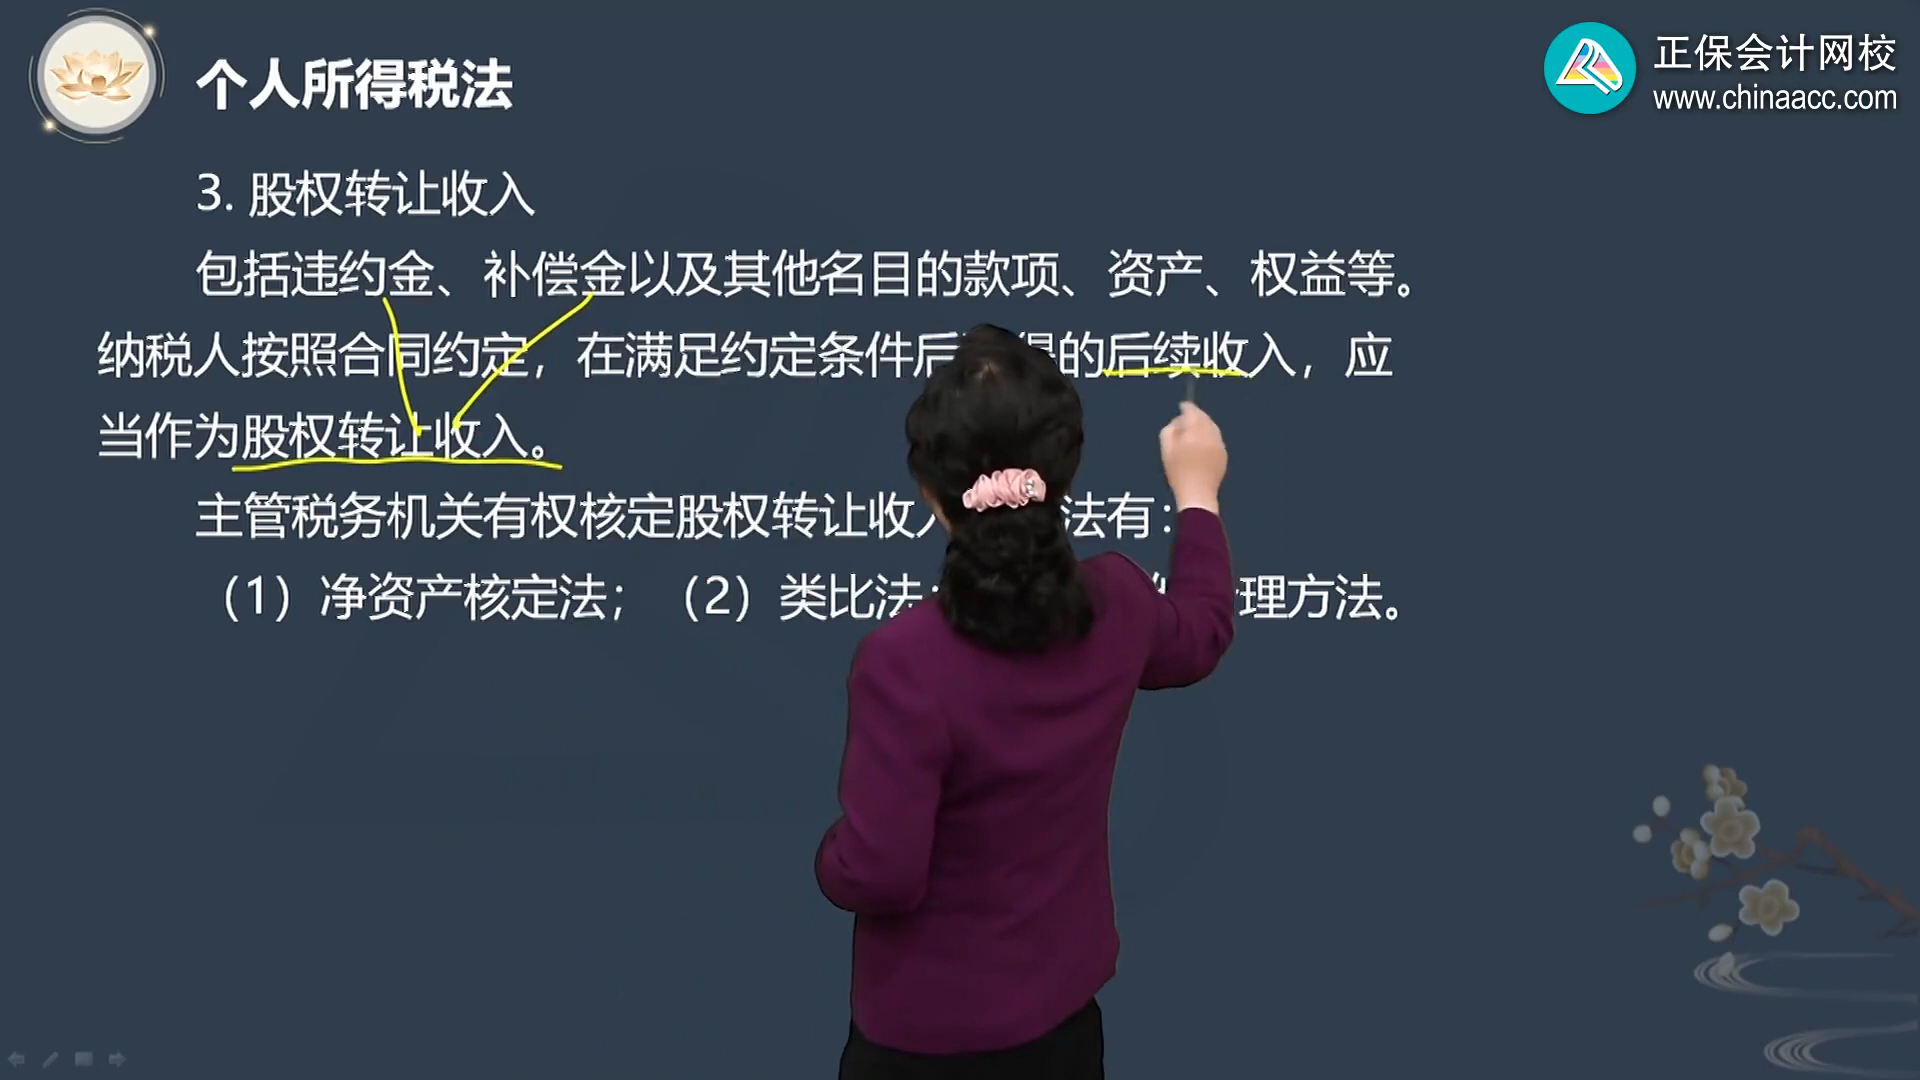 个人所得税法
正保会计网校
www.chinaacc.com
3. 股权转让收入
包括违约金、补偿金以及其他名目的款项、资产、权益等。
纳税人按照合同约定，在满足约定条件后 得的后续收入，应
当作为股权转让收入。
主管税务机关有权核定股权转让收入 法有：
（1）净资产核定法；（2）类比法； 理方法。